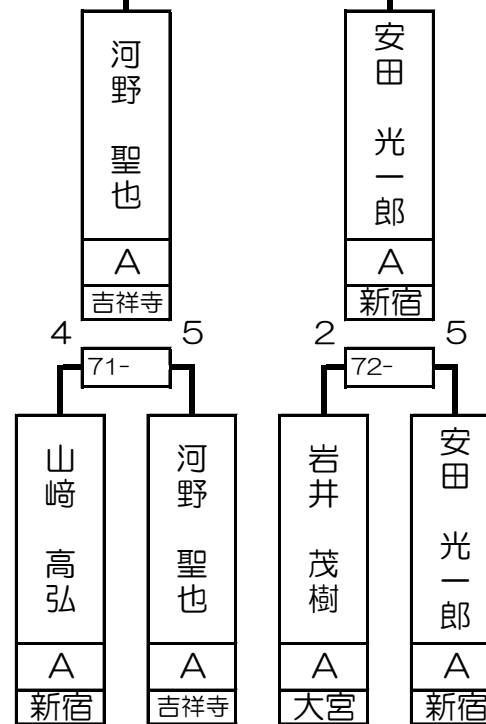 河野 聖也
A
吉祥寺
安田 光一郎
A
新宿
4 5
71-
2 5
72-
山﨑 高弘
A
新宿
河野 聖也
A
吉祥寺
岩井 茂樹
A
大宮
安田 光一郎
A
新宿